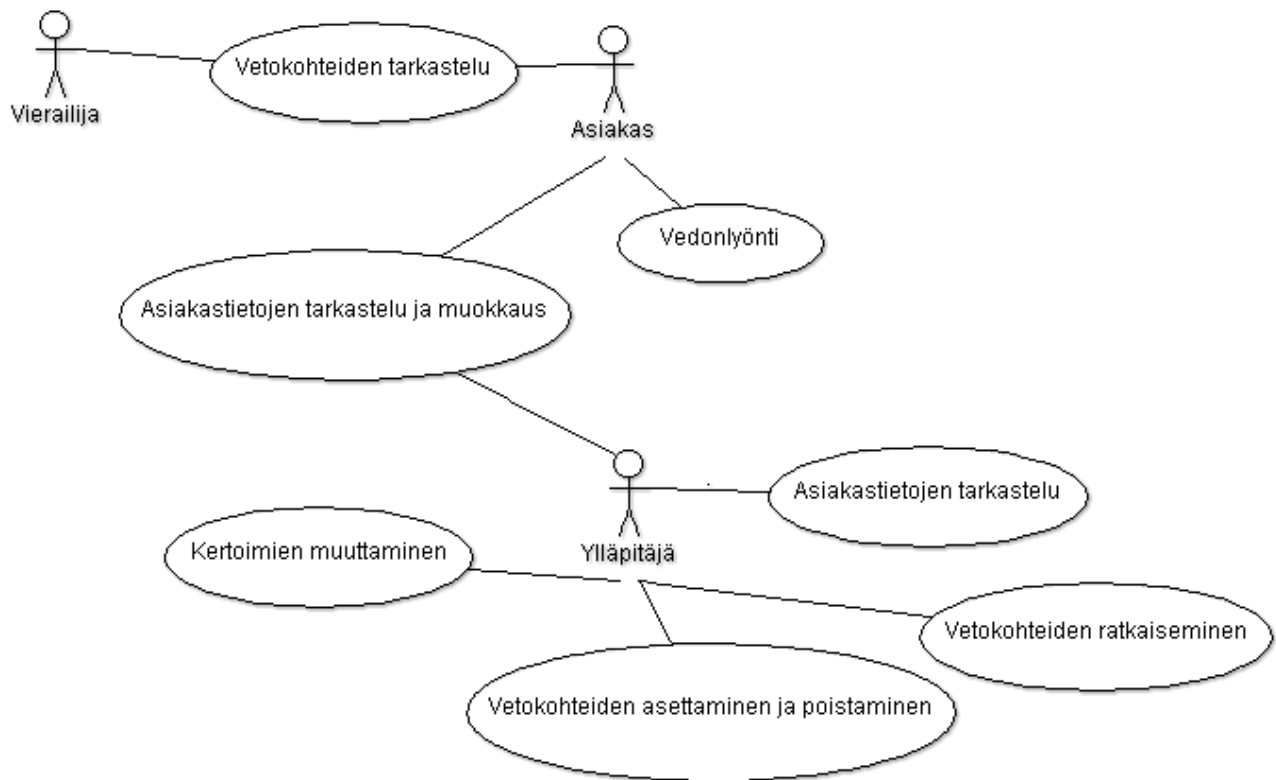 Vetokohteiden tarkastelu
Vierailija
Asiakas
Vedonlyönti
Asiakastietojen tarkastelu ja muokkaus
Asiakastietojen tarkastelu
Kertoimien muuttaminen
Ylläpitäjä
Vetokohteiden ratkaiseminen
Vetokohteiden asettaminen ja poistaminen